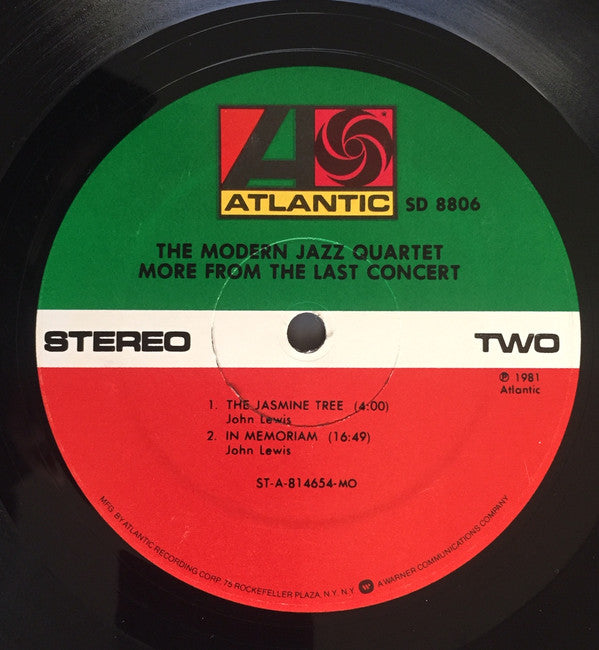 A
ATLANTIC SD 8806
THE MODERN JAZZ QUARTET
MORE FROM THE LAST CONCERT
STEREO TWO
℗ 1981
Atlantic
1. THE JASMINE TREE (4:00)
John Lewis
2. IN MEMORIAM (16:49)
John Lewis
ST-A-814654-MO
MFG. BY ATLANTIC RECORDING CORP. 75 ROCKEFELLER PLAZA, N.Y. N.Y. A WARNER COMMUNICATIONS COMPANY